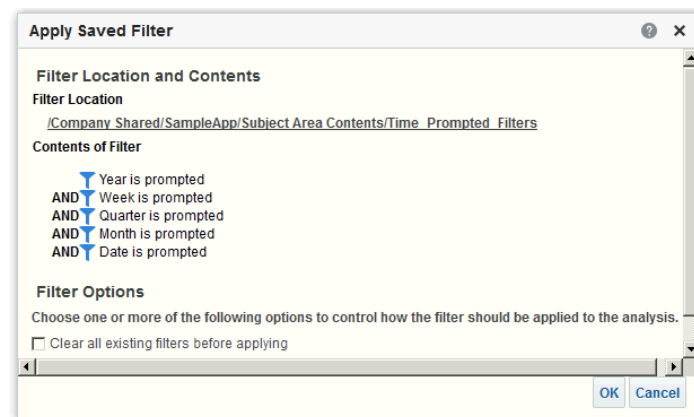 Apply Saved Filter
Filter Location and Contents
Filter Location
/Company Shared/SampleApp/Subject Area Contents/Time_Prompted_Filters
Contents of Filter
Year is prompted
AND Week is prompted
AND Quarter is prompted
AND Month is prompted
AND Date is prompted
Filter Options
Choose one or more of the following options to control how the filter should be applied to the analysis.
Clear all existing filters before applying
OK Cancel